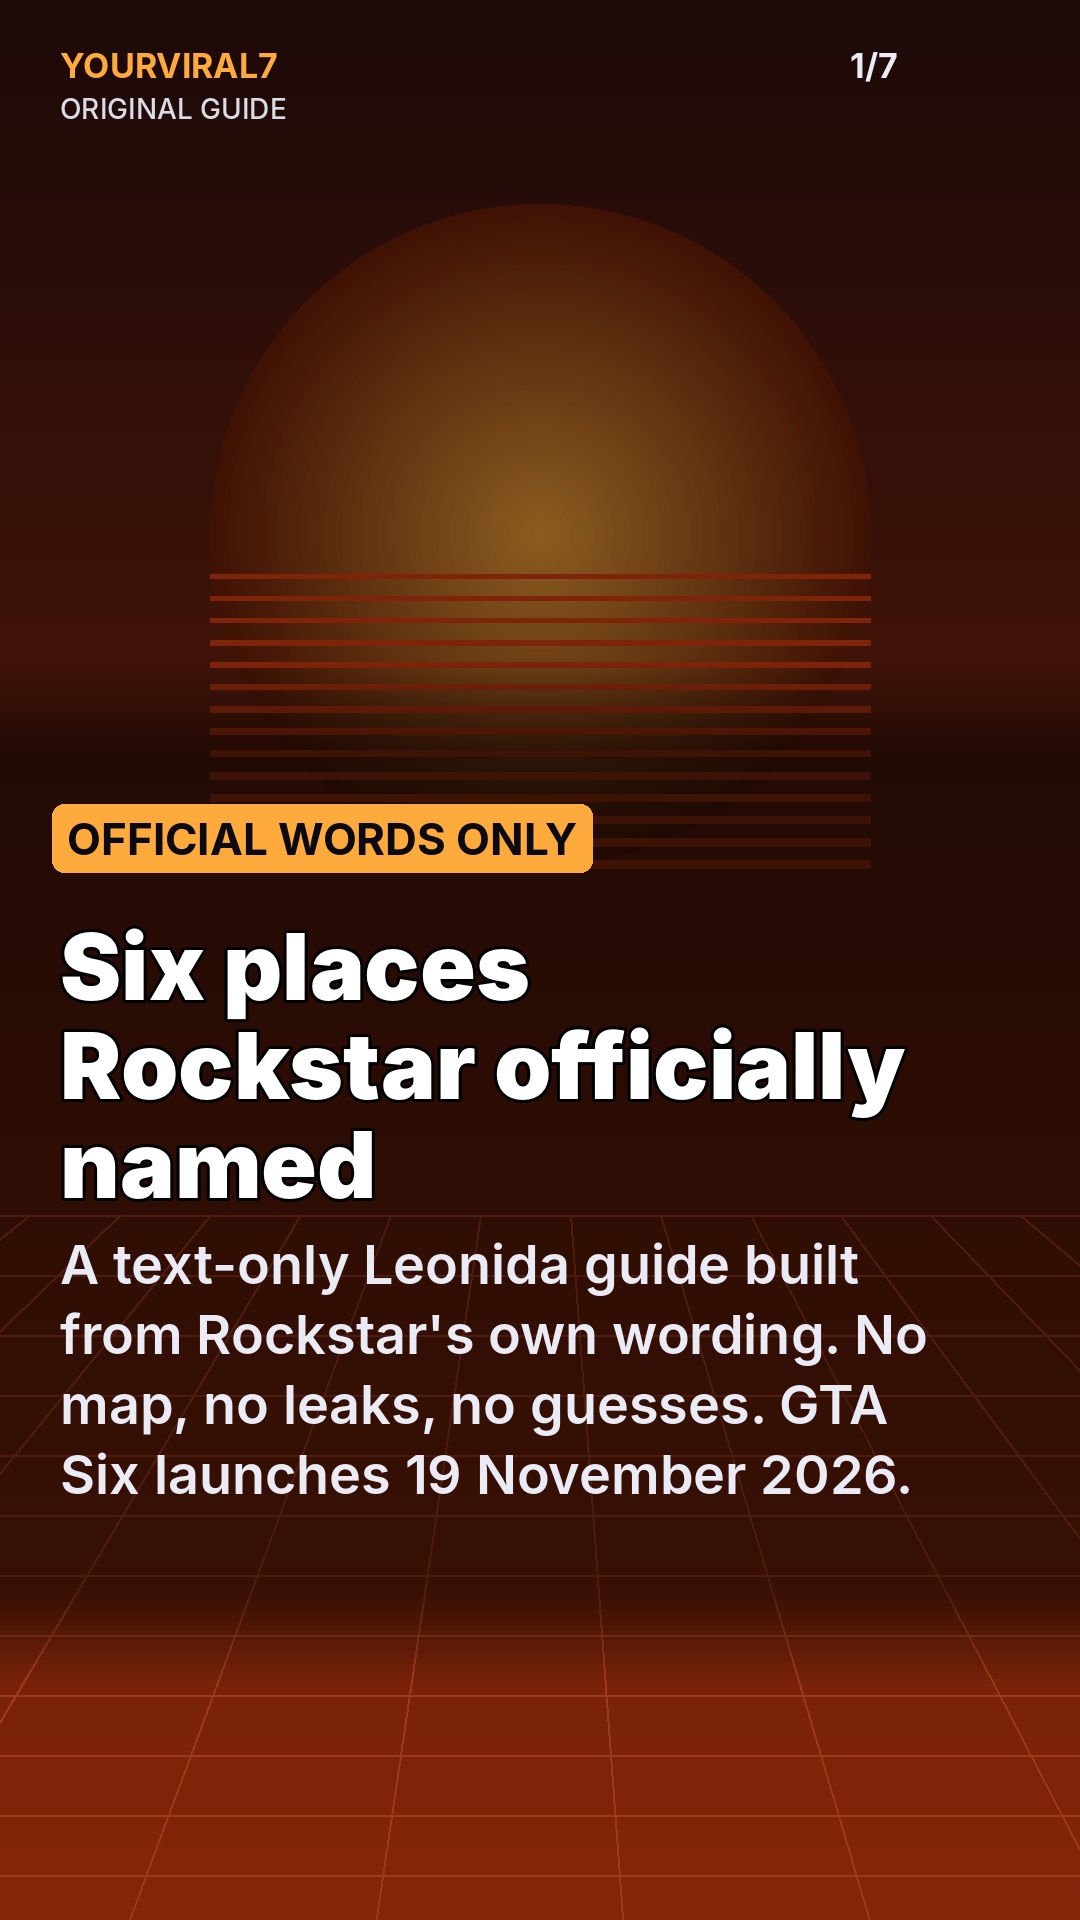 YOURVIRAL7
1/7
ORIGINAL GUIDE
OFFICIAL WORDS ONLY
Six places
Rockstar officially
named
A text-only Leonida guide built
from Rockstar's own wording. No
map, no leaks, no guesses. GTA
Six launches 19 November 2026.